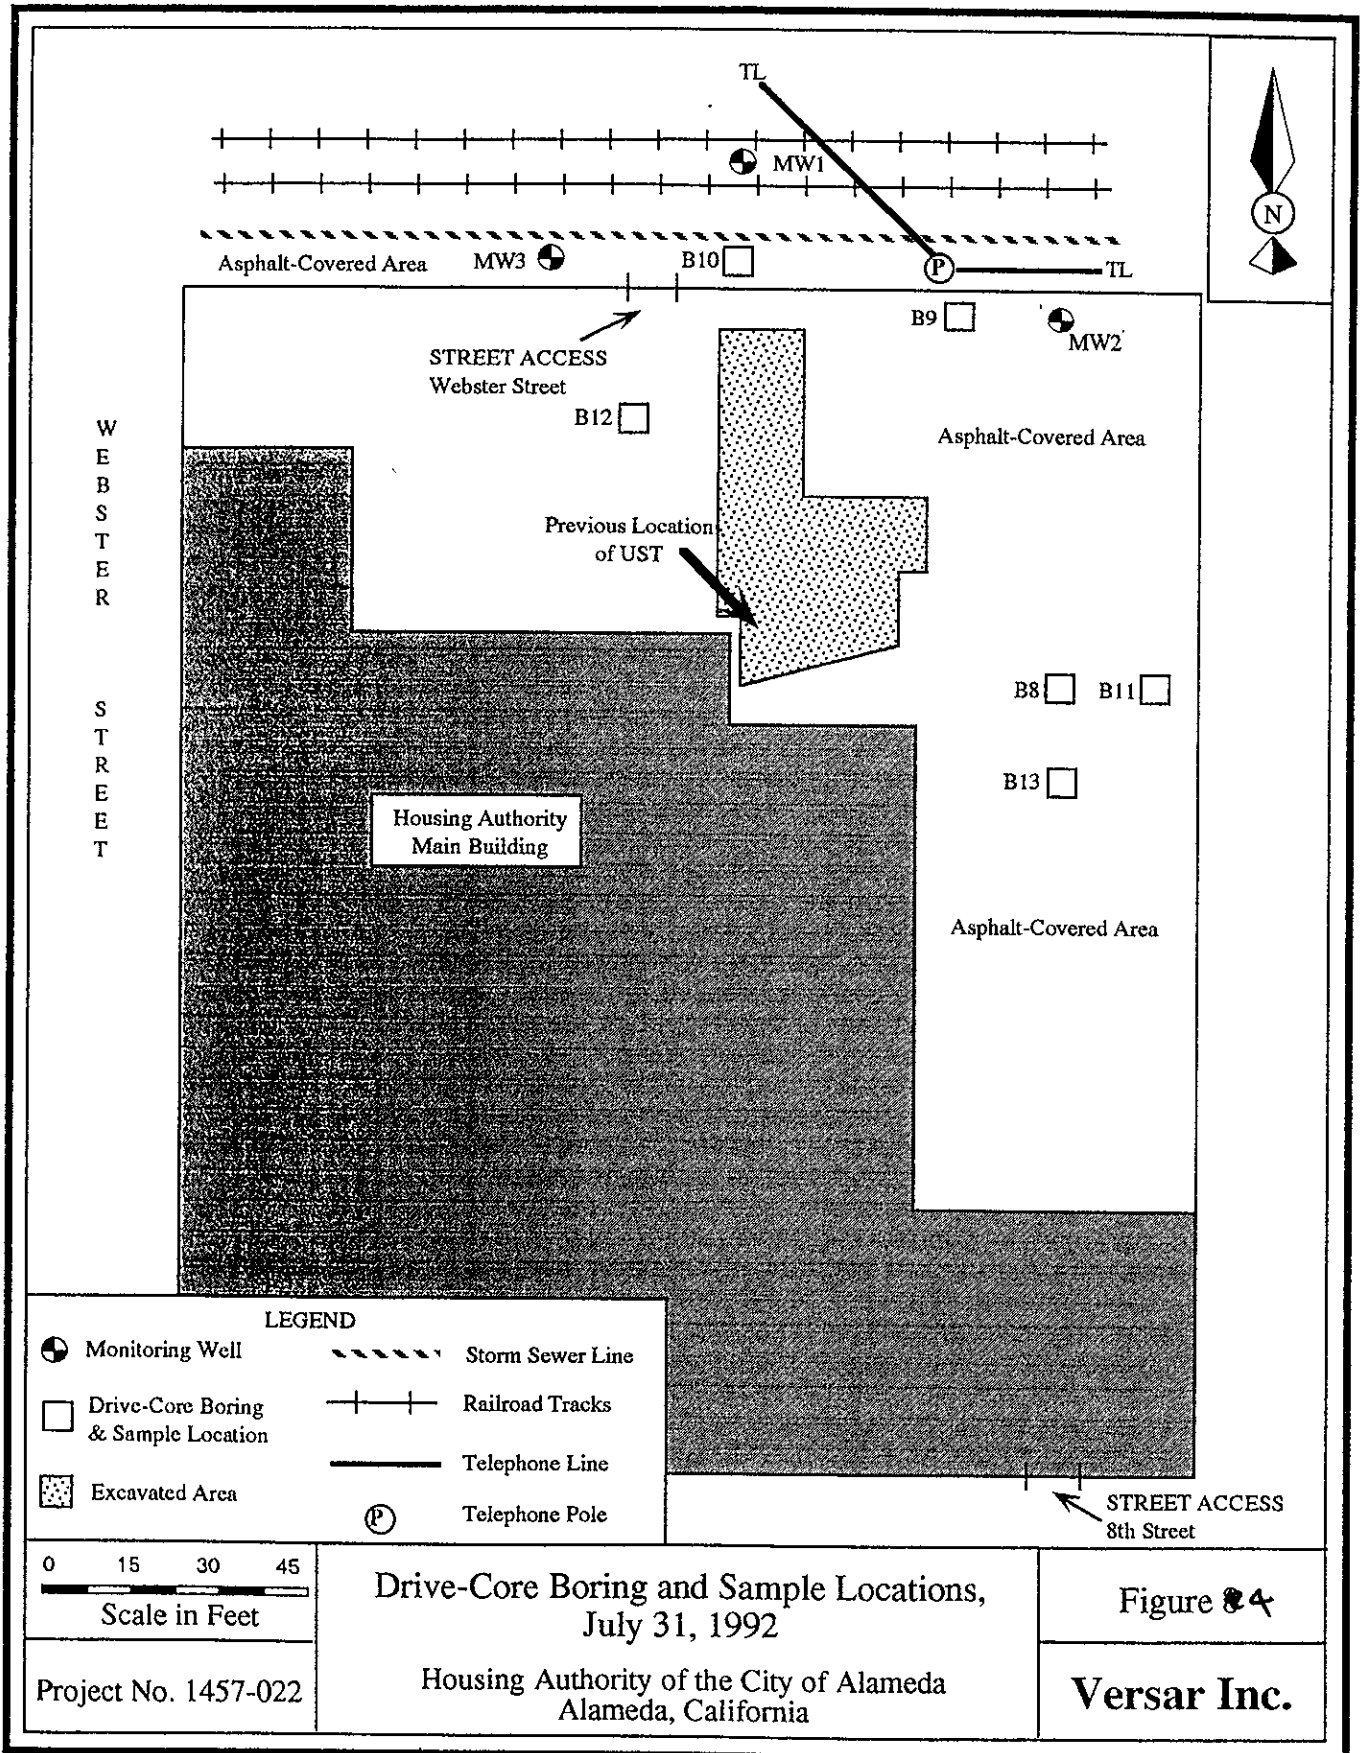 TL
MW1
N
Asphalt-Covered Area
MW3
B10
P
TL
B9
MW2
STREET ACCESS
Webster Street
B12
Asphalt-Covered Area
WEBSTER STREET
Previous Location
of UST
B8
B11
B13
Housing Authority
Main Building
Asphalt-Covered Area
LEGEND
Monitoring Well
Storm Sewer Line
Drive-Core Boring
& Sample Location
Railroad Tracks
Telephone Line
Excavated Area
P
Telephone Pole
STREET ACCESS
8th Street
0 15 30 45
Scale in Feet
Drive-Core Boring and Sample Locations,
July 31, 1992
Figure 4
Project No. 1457-022
Housing Authority of the City of Alameda
Alameda, California
Versar Inc.